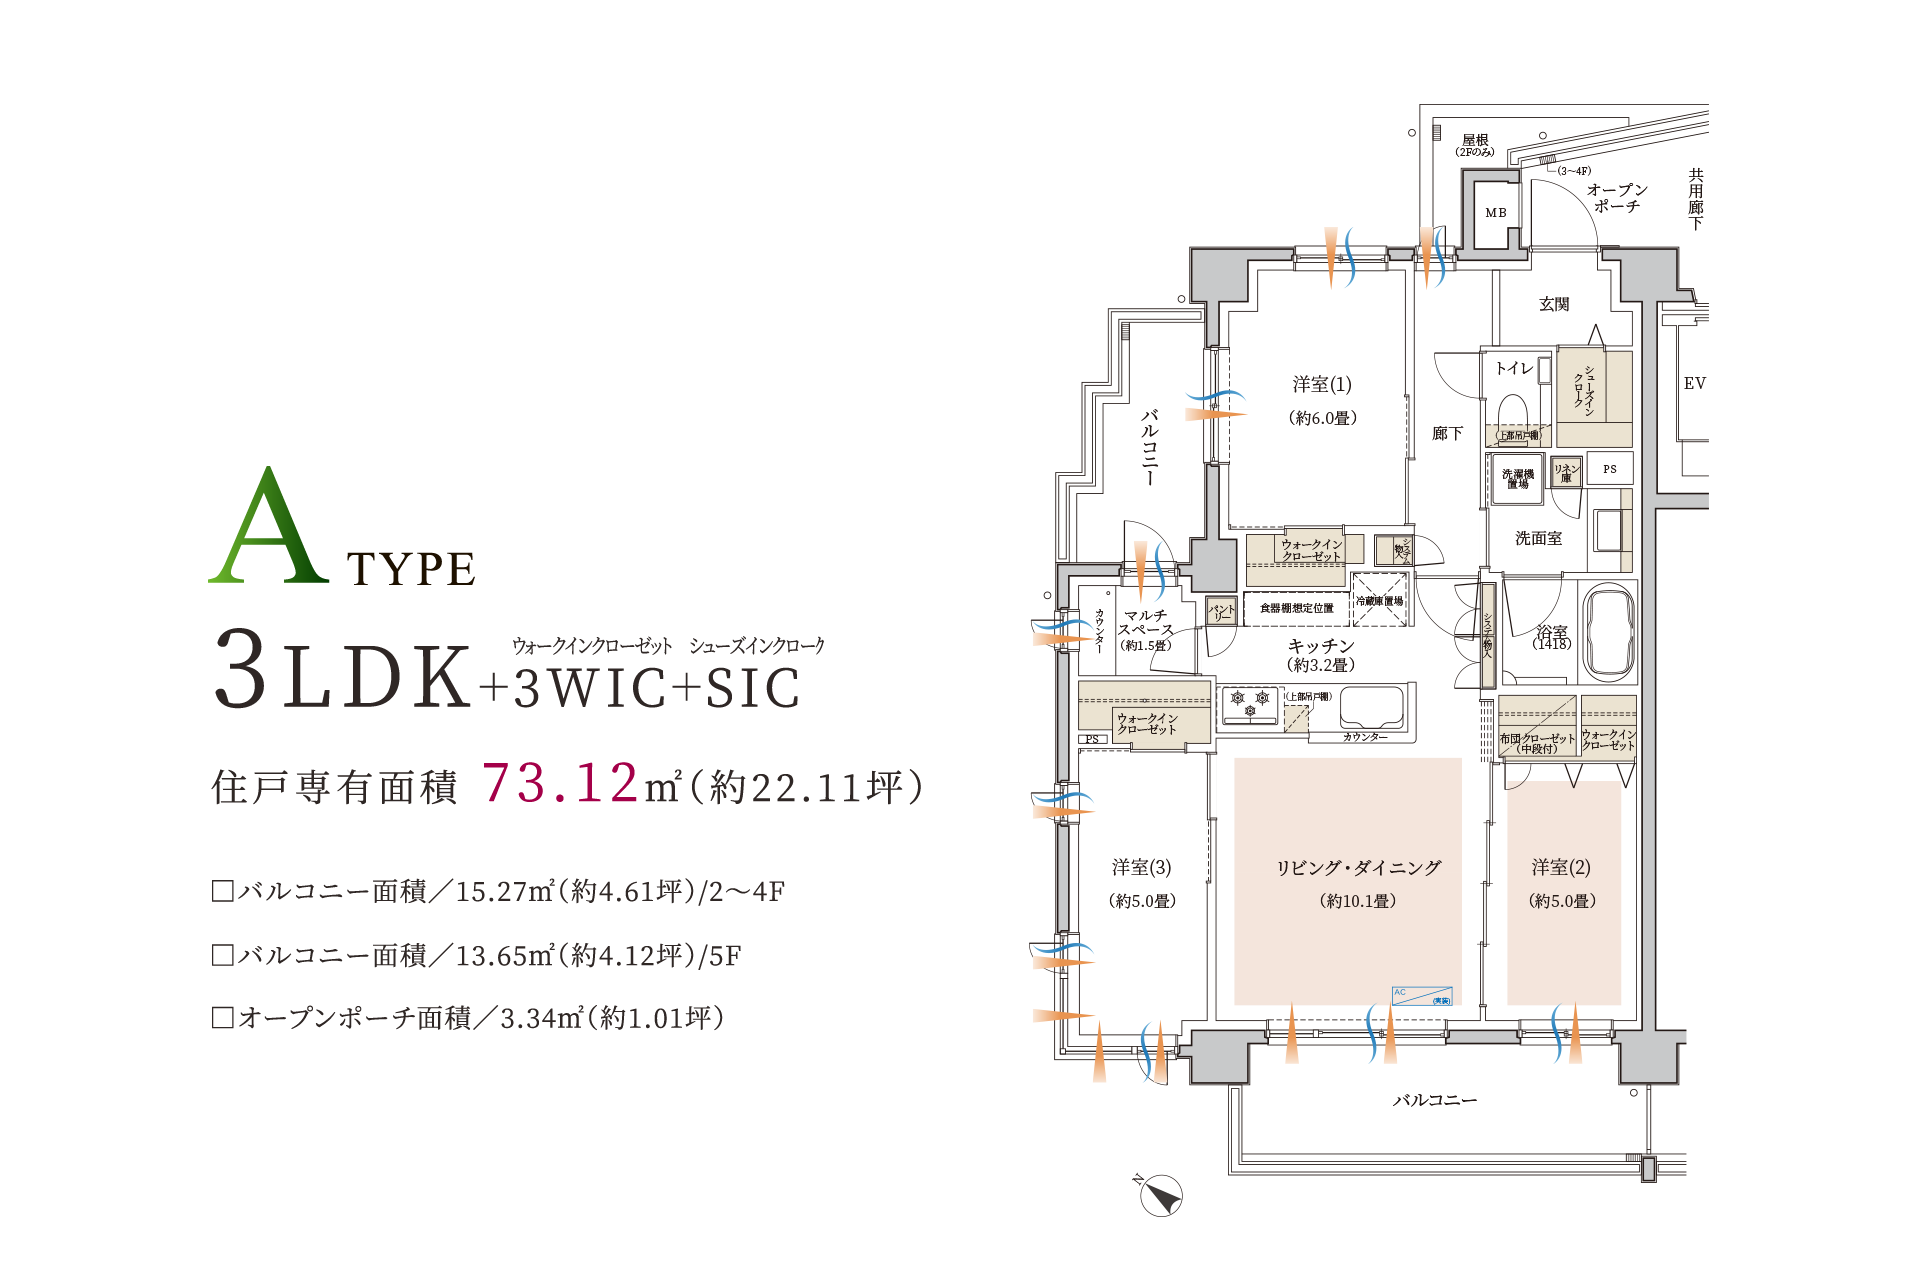 A TYPE
ウォークインクローゼット シューズインクローク
3LDK+3WIC+SIC
住戸専有面積 73.12㎡(約22.11坪)
□バルコニー面積／15.27㎡(約4.61坪)/2〜4F
□バルコニー面積／13.65㎡(約4.12坪)/5F
□オープンポーチ面積／3.34㎡(約1.01坪)
屋根
(2Fのみ)
(3〜4F)
オープン
ポーチ
共用廊下
MB
玄関
EV
トイレ
(上部吊戸棚)
シューズイン
クローク
洋室(1)
(約6.0畳)
廊下
バルコニー
洗濯機
置場
リネン
庫
PS
洗面室
ウォークイン
クローゼット
システム
物入
食器棚想定位置
冷蔵庫置場
パント
リー
カウンター
マルチ
スペース
(約1.5畳)
キッチン
(約3.2畳)
システム物入
浴室
(1418)
(上部吊戸棚)
カウンター
ウォークイン
クローゼット
PS
布団クローゼット
(中段付)
ウォークイン
クローゼット
洋室(3)
(約5.0畳)
リビング・ダイニング
(約10.1畳)
洋室(2)
(約5.0畳)
AC
(実装)
バルコニー
N